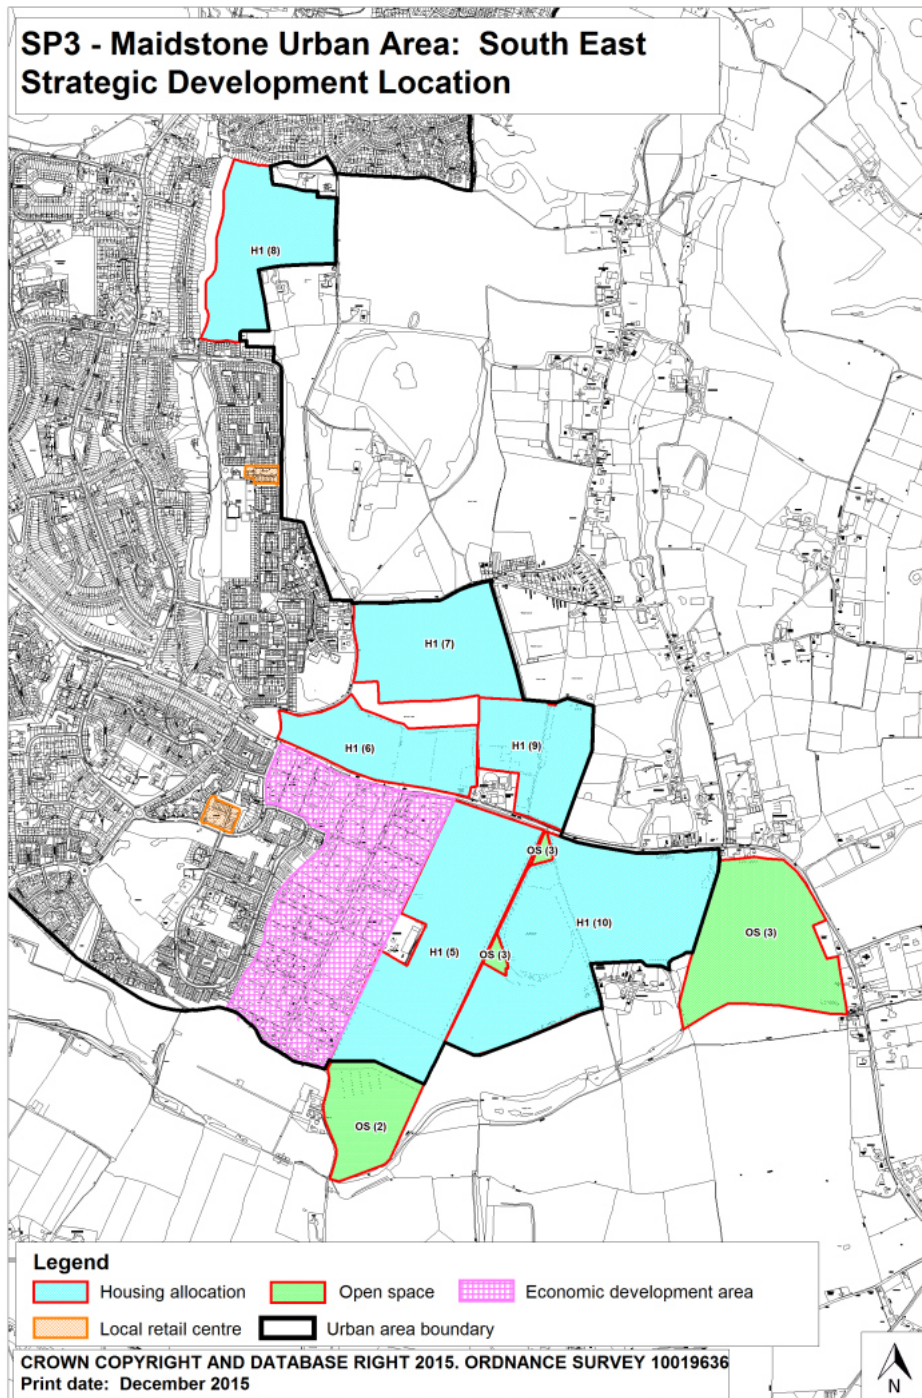 SP3 - Maidstone Urban Area: South East
Strategic Development Location
H1 (8)
H1 (7)
H1 (6)
H1 (9)
OS (3)
H1 (10)
OS (3)
H1 (5)
OS (3)
OS (2)
Legend
Housing allocation
Open space
Economic development area
Local retail centre
Urban area boundary
CROWN COPYRIGHT AND DATABASE RIGHT 2015. ORDNANCE SURVEY 10019636
Print date: December 2015
N